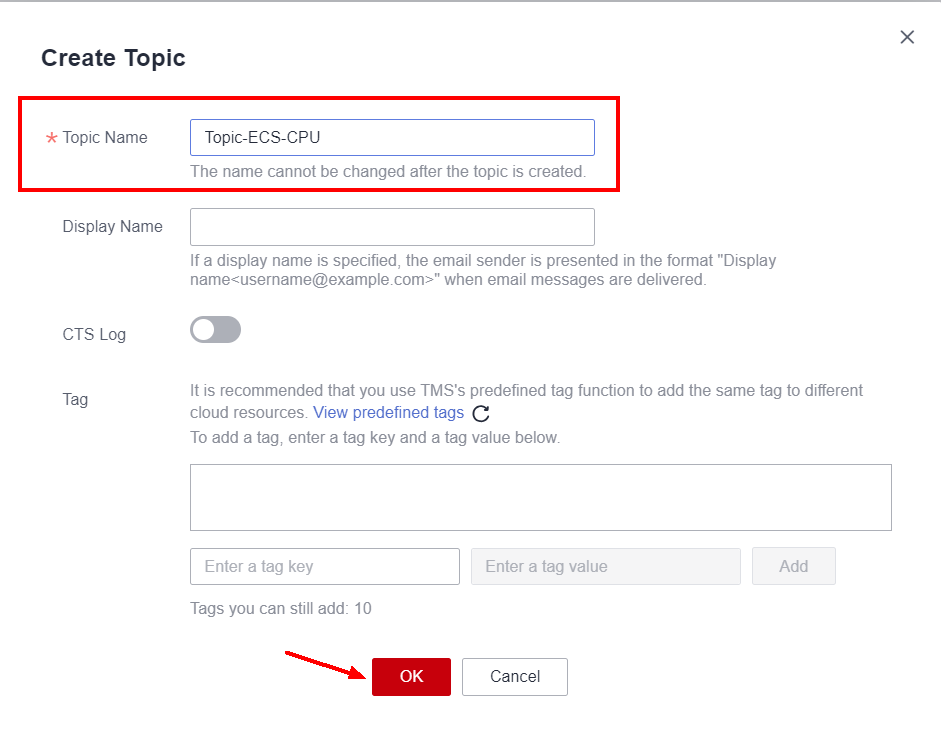 Create Topic
* Topic Name
Topic-ECS-CPU
The name cannot be changed after the topic is created.
Display Name
If a display name is specified, the email sender is presented in the format "Display
name<username@example.com>" when email messages are delivered.
CTS Log
Tag
It is recommended that you use TMS's predefined tag function to add the same tag to different
cloud resources. View predefined tags
To add a tag, enter a tag key and a tag value below.
Enter a tag key
Enter a tag value
Add
Tags you can still add: 10
OK
Cancel